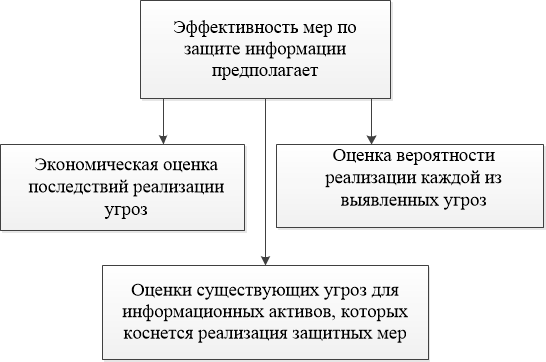 Эффективность мер по
защите информации
предполагает
Экономическая оценка
последствий реализации
угроз
Оценка вероятности
реализации каждой из
выявленных угроз
Оценки существующих угроз для
информационных активов, которых
коснется реализация защитных мер